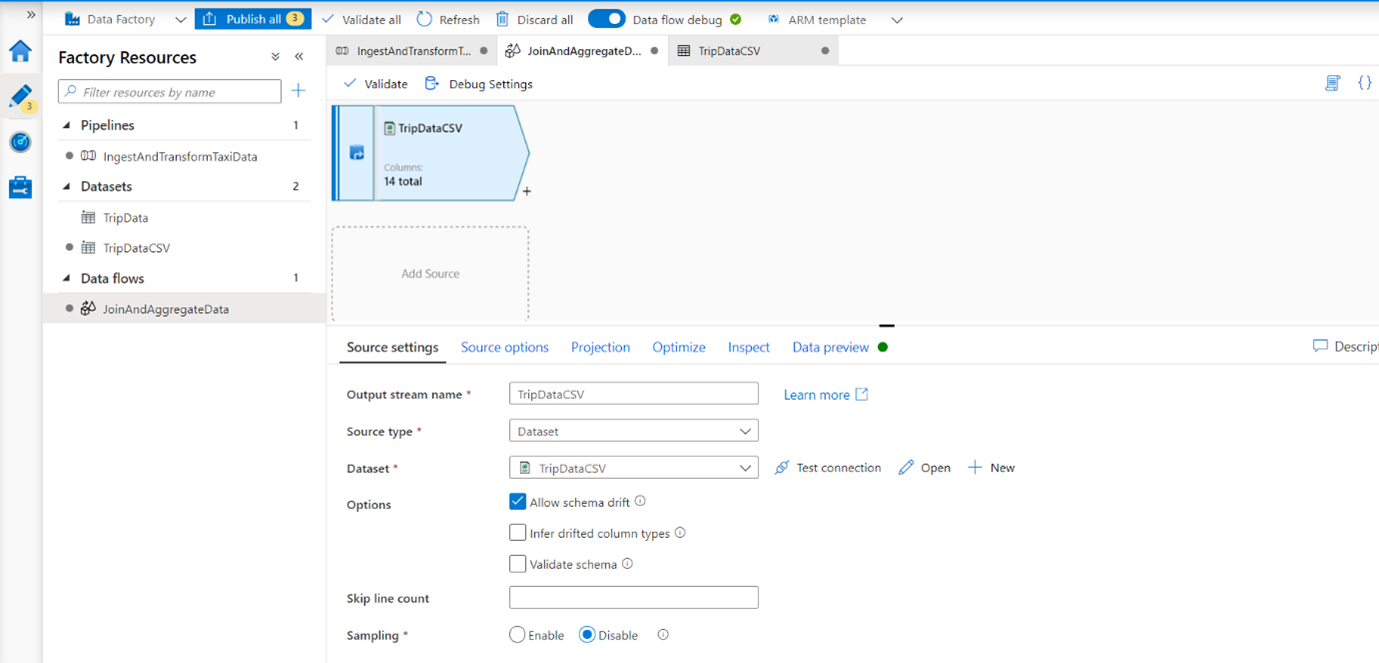 » Data Factory Publish all 3 Validate all Refresh Discard all Data flow debug ARM template
Factory Resources
Filter resources by name
3
Pipelines 1
IngestAndTransformTaxiData
Datasets 2
TripData
TripDataCSV
Data flows 1
JoinAndAggregateData
IngestAndTransformT... JoinAndAggregateD... TripDataCSV
Validate Debug Settings {}
TripDataCSV
Columns:
14 total
+
Add Source
Source settings Source options Projection Optimize Inspect Data preview Descript
Output stream name * TripDataCSV Learn more
Source type * Dataset
Dataset * TripDataCSV Test connection Open New
Options Allow schema drift
Infer drifted column types
Validate schema
Skip line count
Sampling * Enable Disable